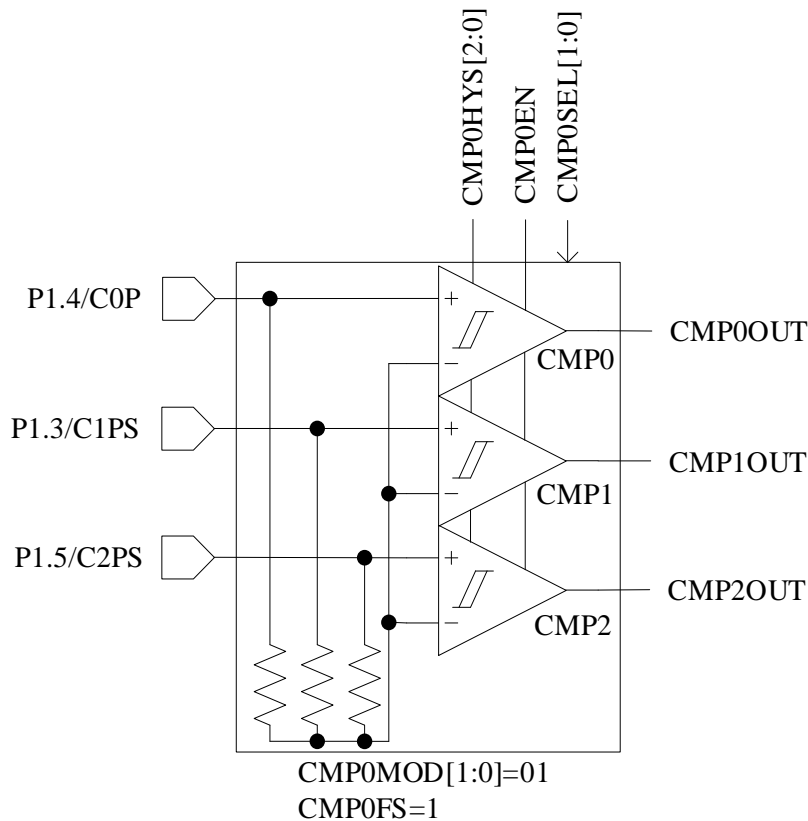 CMP0HYS[2:0]
CMP0EN
CMP0SEL[1:0]
P1.4/C0P
+
−
CMP0
CMP0OUT
P1.3/C1PS
+
−
CMP1
CMP1OUT
P1.5/C2PS
+
−
CMP2
CMP2OUT
CMP0MOD[1:0]=01
CMP0FS=1